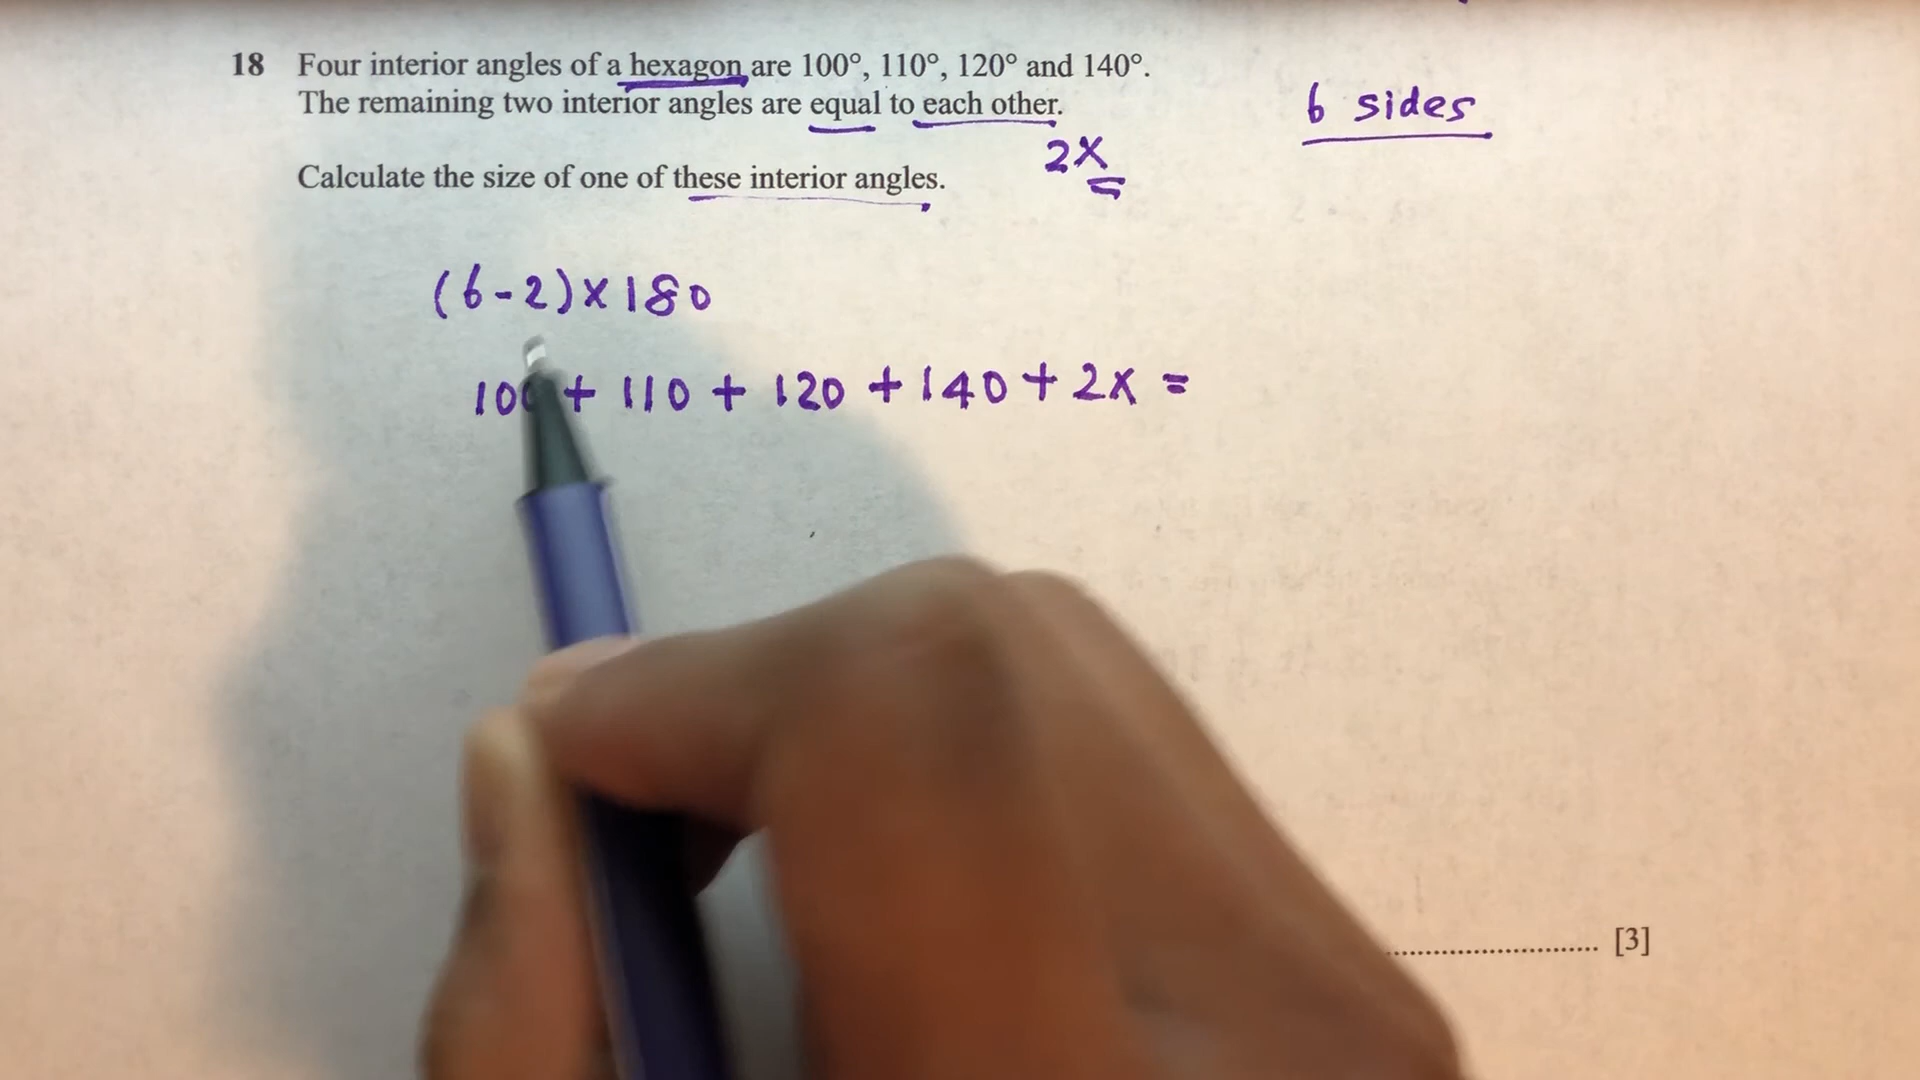 18 Four interior angles of a hexagon are 100°, 110°, 120° and 140°.
The remaining two interior angles are equal to each other.
6 sides
2x
Calculate the size of one of these interior angles.
(6-2)×180
100 + 110 + 120 + 140 + 2x =
.............................. [3]